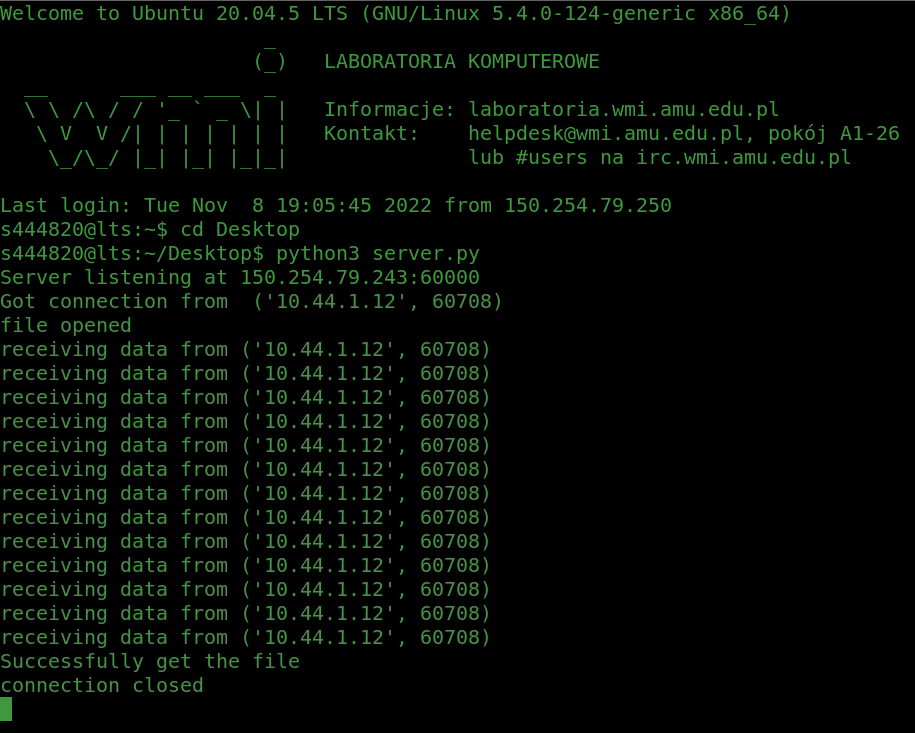 Welcome to Ubuntu 20.04.5 LTS (GNU/Linux 5.4.0-124-generic x86_64)
                      _
                     (_)   LABORATORIA KOMPUTEROWE
  __      ___ __ ___  _
  \ \ /\ / / '_ ` _ \| |   Informacje: laboratoria.wmi.amu.edu.pl
   \ V  V /| | | | | | |   Kontakt:    helpdesk@wmi.amu.edu.pl, pokój A1-26
    \_/\_/ |_| |_| |_|_|               lub #users na irc.wmi.amu.edu.pl
Last login: Tue Nov  8 19:05:45 2022 from 150.254.79.250
s444820@lts:~$ cd Desktop
s444820@lts:~/Desktop$ python3 server.py
Server listening at 150.254.79.243:60000
Got connection from  ('10.44.1.12', 60708)
file opened
receiving data from ('10.44.1.12', 60708)
receiving data from ('10.44.1.12', 60708)
receiving data from ('10.44.1.12', 60708)
receiving data from ('10.44.1.12', 60708)
receiving data from ('10.44.1.12', 60708)
receiving data from ('10.44.1.12', 60708)
receiving data from ('10.44.1.12', 60708)
receiving data from ('10.44.1.12', 60708)
receiving data from ('10.44.1.12', 60708)
receiving data from ('10.44.1.12', 60708)
receiving data from ('10.44.1.12', 60708)
receiving data from ('10.44.1.12', 60708)
receiving data from ('10.44.1.12', 60708)
Successfully get the file
connection closed